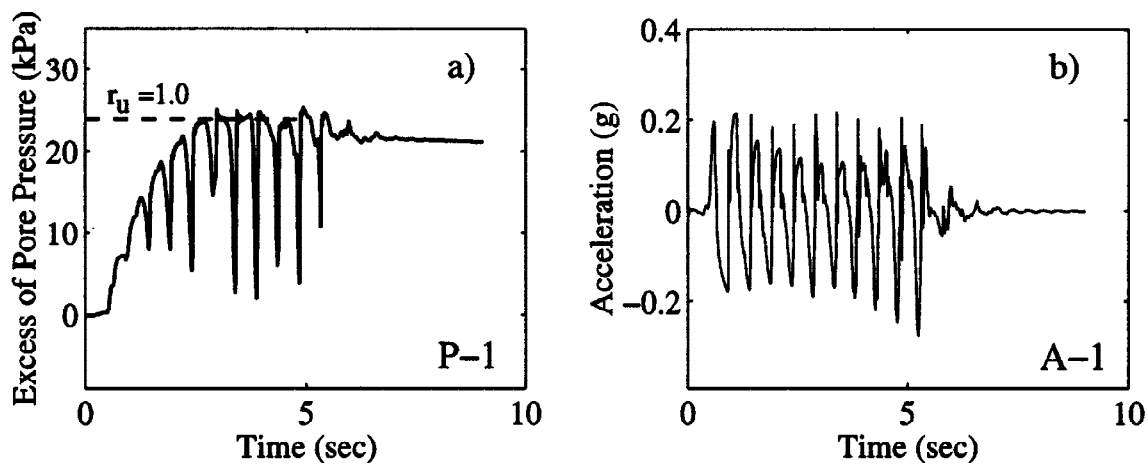 a)
Excess of Pore Pressure (kPa)
30
20
10
0
r_u =1.0
P–1
0
5
10
Time (sec)
b)
Acceleration (g)
0.4
0.2
0
−0.2
A–1
0
5
10
Time (sec)